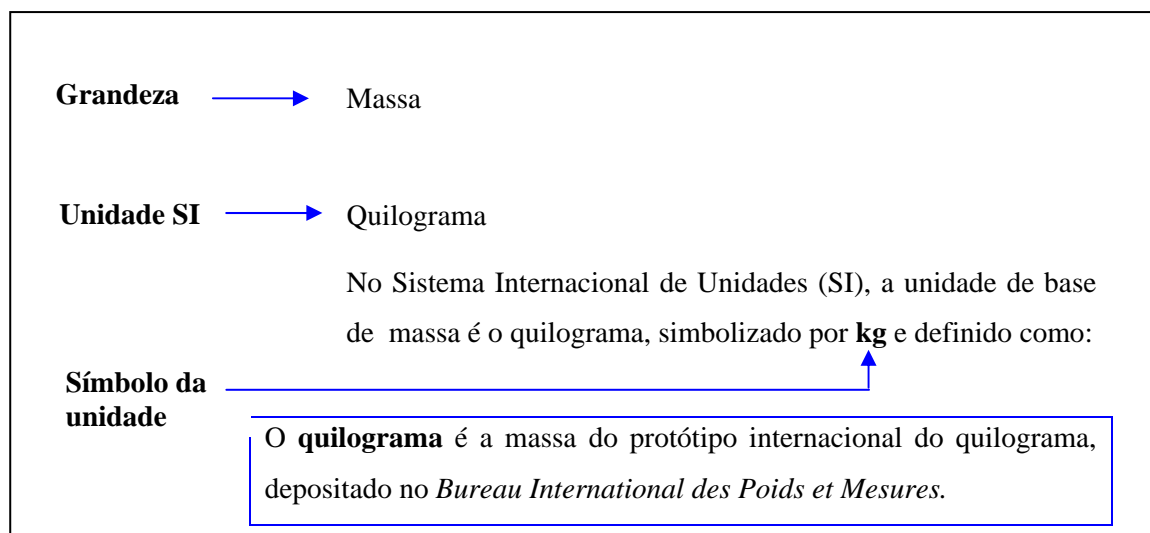 Grandeza Massa
Unidade SI Quilograma
No Sistema Internacional de Unidades (SI), a unidade de base
de massa é o quilograma, simbolizado por kg e definido como:
Símbolo da
unidade
O quilograma é a massa do protótipo internacional do quilograma,
depositado no Bureau International des Poids et Mesures.